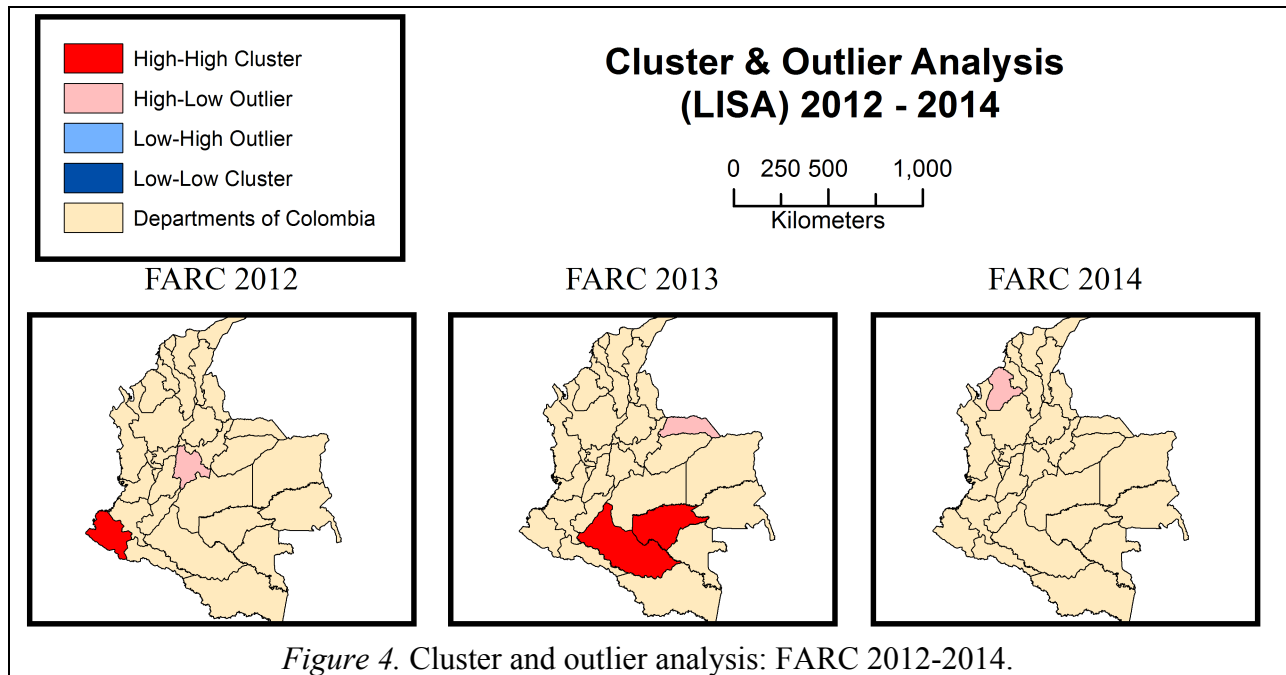 High-High Cluster
High-Low Outlier
Low-High Outlier
Low-Low Cluster
Departments of Colombia
Cluster & Outlier Analysis
(LISA) 2012 - 2014
0 250 500 1,000
Kilometers
FARC 2012
FARC 2013
FARC 2014
Figure 4. Cluster and outlier analysis: FARC 2012-2014.